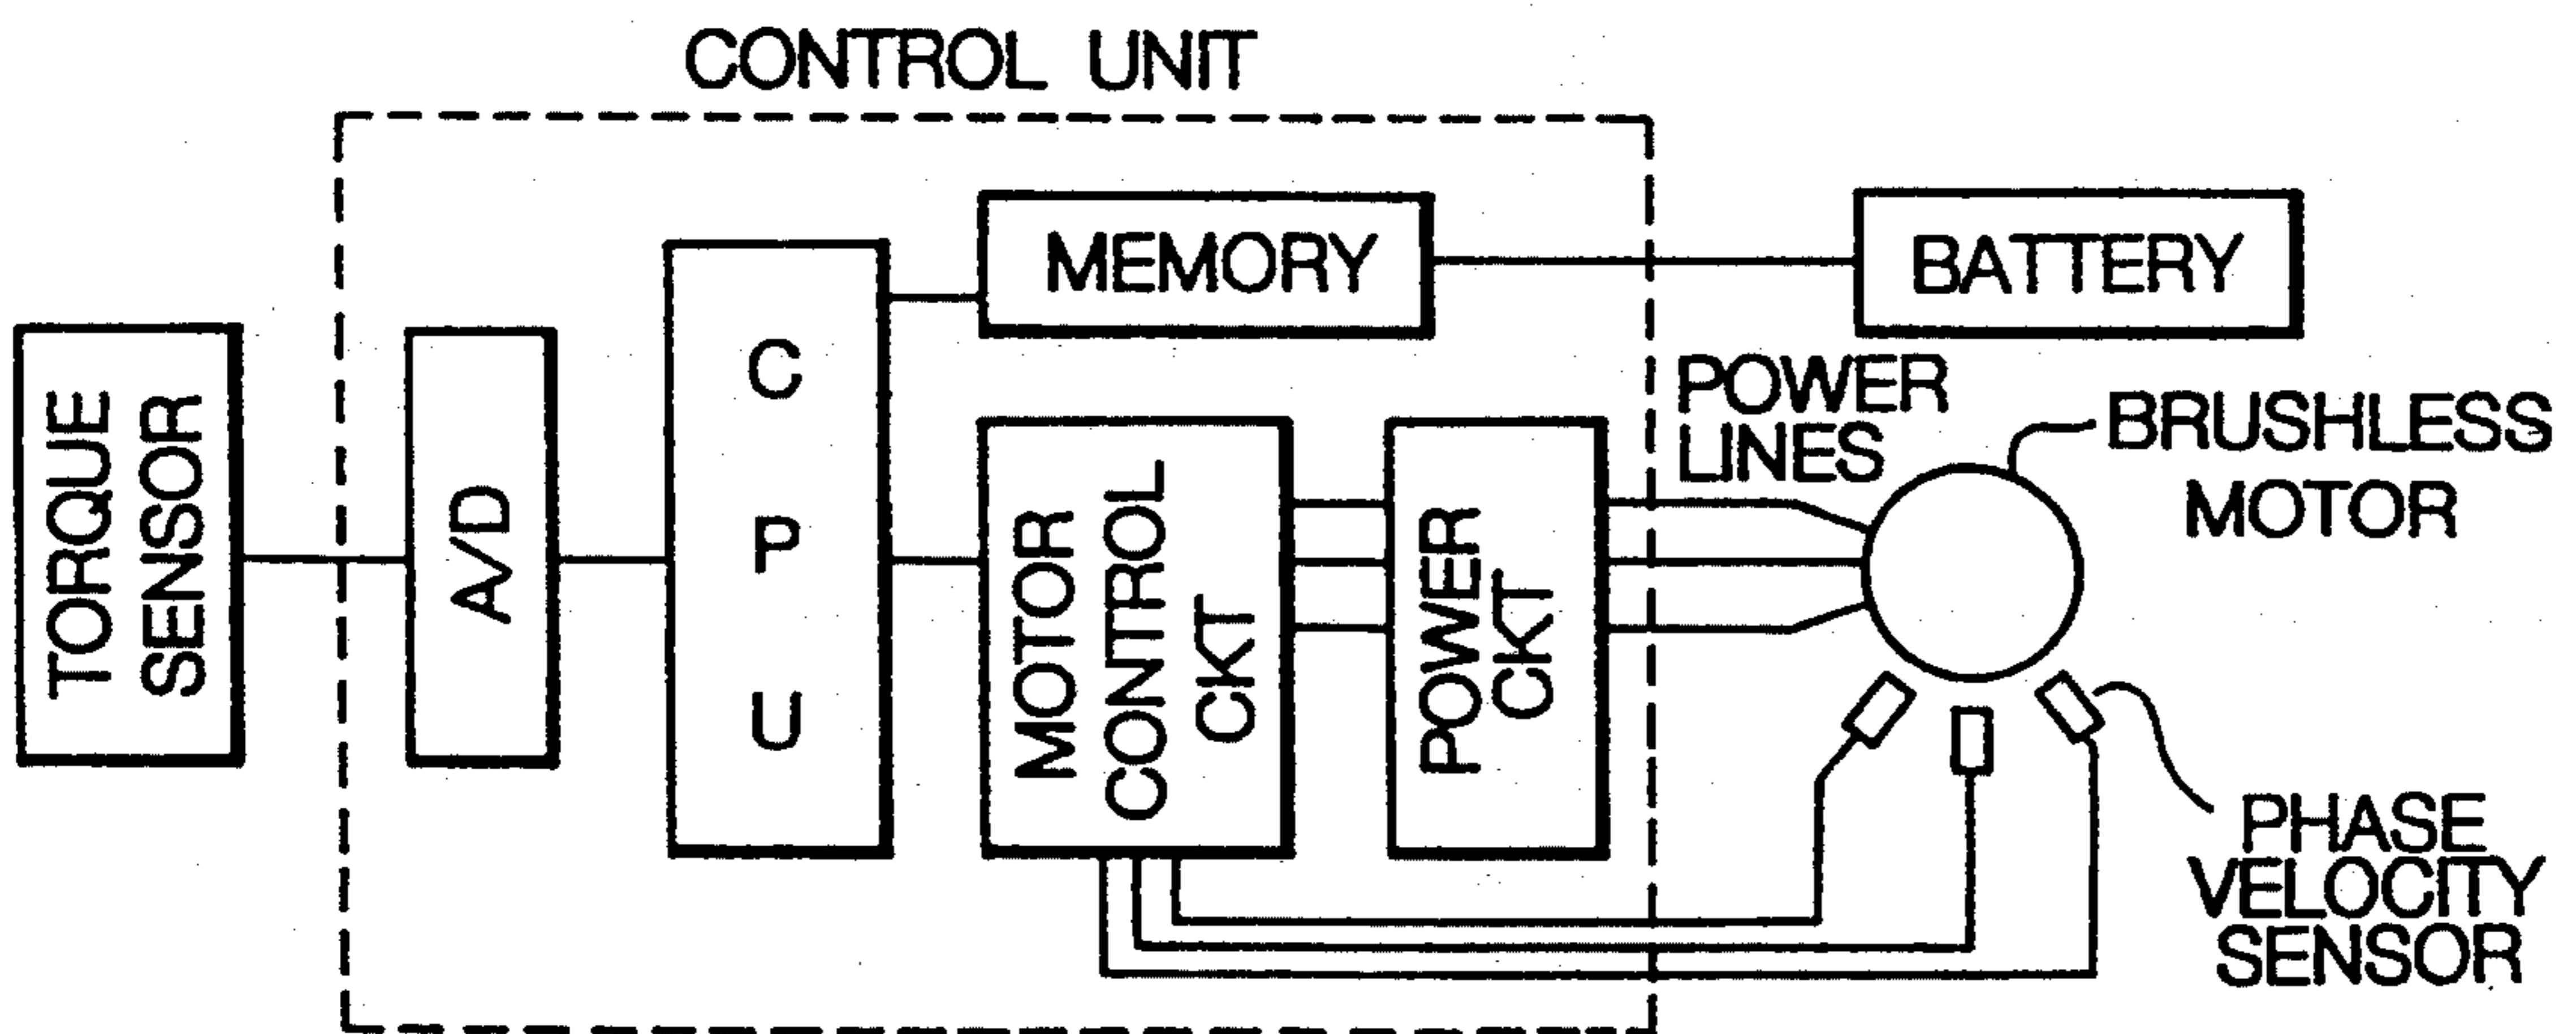 CONTROL UNIT
MEMORY
BATTERY
TORQUE
SENSOR
A/D
C
P
U
MOTOR
CONTROL
CKT
POWER
CKT
POWER
LINES
BRUSHLESS
MOTOR
PHASE
VELOCITY
SENSOR